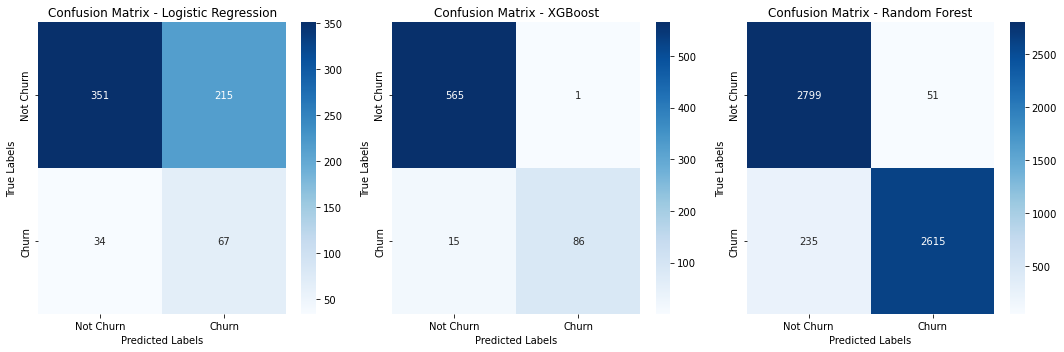 Confusion Matrix - Logistic Regression
Not Churn
Churn
True Labels
351
215
34
67
Not Churn
Churn
Predicted Labels
350
300
250
200
150
100
50
Confusion Matrix - XGBoost
Not Churn
Churn
True Labels
565
1
15
86
Not Churn
Churn
Predicted Labels
500
400
300
200
100
Confusion Matrix - Random Forest
Not Churn
Churn
True Labels
2799
51
235
2615
Not Churn
Churn
Predicted Labels
2500
2000
1500
1000
500